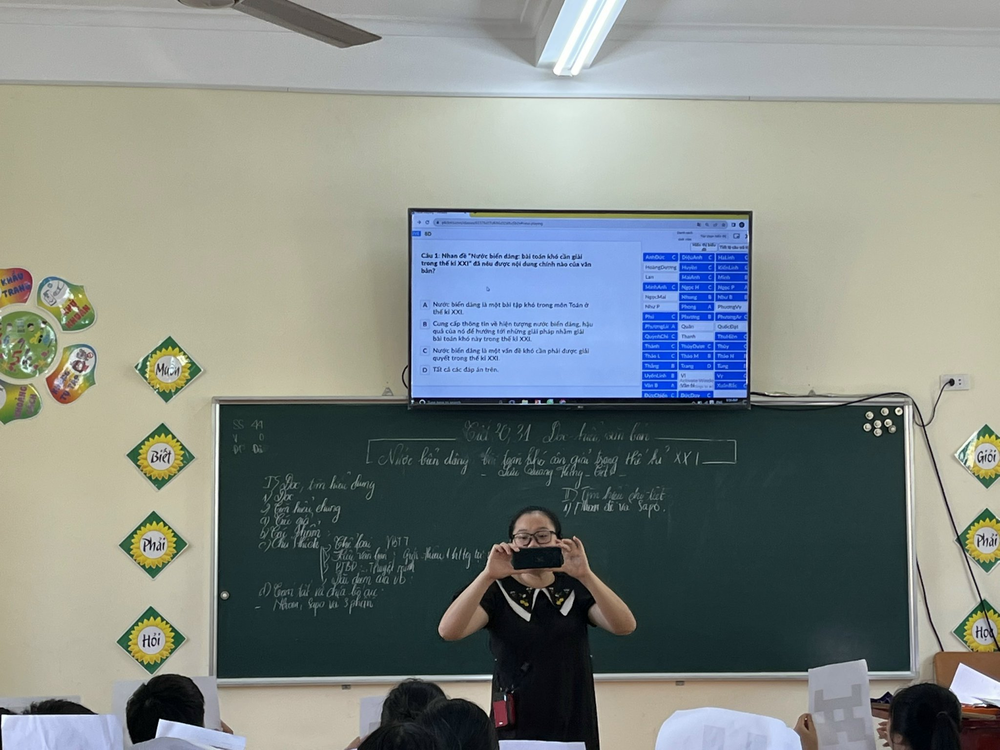 8D
Câu 1: Nhan đề "Nước biển dâng: bài toán khó cần giải
trong thế kỉ XXI" đã nêu được nội dung chính nào của văn
bản?
A Nước biển dâng là một bài tập khó trong môn Toán ở
thế kỉ XXI.
B Cung cấp thông tin về hiện tượng nước biển dâng, hậu
quả của nó để hướng tới những giải pháp nhằm giải
bài toán khó này trong thế kỉ XXI.
C Nước biển dâng là một vấn đề khó cần phải được giải
quyết trong thế kỉ XXI.
D Tất cả các đáp án trên.
AnhĐức C DiệuAnh C HàLinh
HoàngDương Huyền C KiềnLinh
Lan MaiAnh C Minh
MinhAnh C Ngọc H C Ngọc P
NgọcMai Nhung B Như B
Như P Phong A PhươngVy
Phú C Phương B PhươngAn
PhươngLi A Quân QuốcĐạt
QuỳnhChi C Thanh ThuHiền
Thành C ThùyDươn C Thùy
Thảo L C Thảo M B Thảo N
Thắng B Trang D Tùng
UyênLinh B Vi Vy
Vân B A Vân N XuânBắc
ĐứcChiến C ĐứcDuy C
KHẨU
TRANG
KHỬ
KHUẨN
KHOẢNG
CÁCH
TỤ TẬP
Muốn
Biết
Phải
Hỏi
Giỏi
Phải
Học
SS 44
V 0
Tiết 30, 31 Đọc hiểu văn bản
Nước biển dâng bài toán khó cần giải trong thế kỉ XXI
- Lưu Quang Hưng -
I) Đọc, tìm hiểu chung
1) Đọc
2) Tìm hiểu chung
a) Tác giả
b) Tác phẩm
c) Chú thích
Thể loại VBTT
Kiểu văn bản : Giới thiệu
PTBĐ: Thuyết minh
của vb:
d) Tóm tắt và chia bố cục
- Nhan, Sapo và 3 phần
II) Tìm hiểu chi tiết
1) Nhan đề và Sapo.